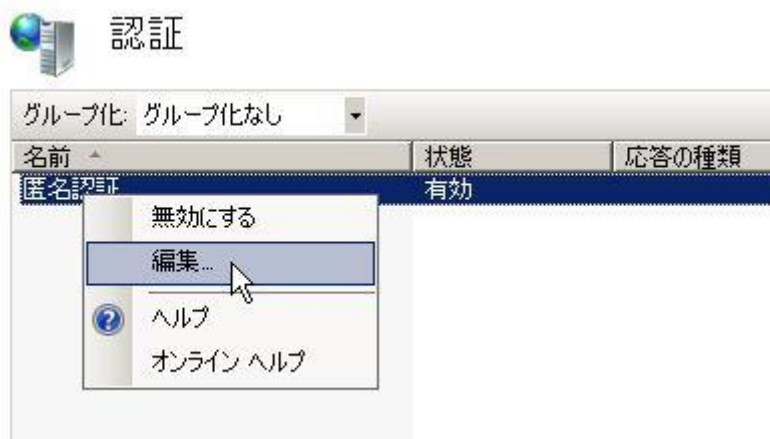 認証
グループ化: グループ化なし
名前 状態 応答の種類
匿名認証 有効
無効にする
編集...
ヘルプ
オンライン ヘルプ